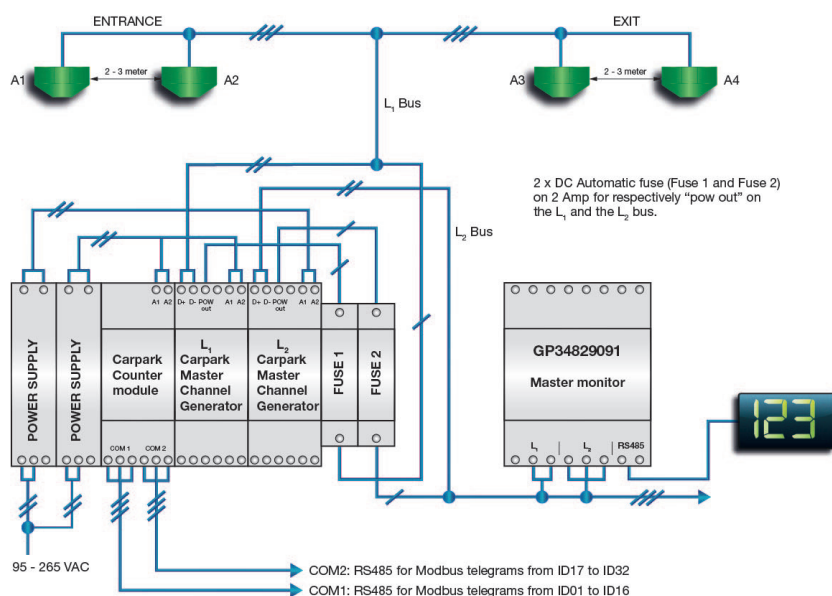 ENTRANCE
EXIT
A1
2 - 3 meter
A2
A3
2 - 3 meter
A4
L1 Bus
2 x DC Automatic fuse (Fuse 1 and Fuse 2)
on 2 Amp for respectively “pow out” on
the L1 and the L2 bus.
L2 Bus
POWER SUPPLY
POWER SUPPLY
A1 A2
Carpark
Counter
module
COM 1
COM 2
D+ D- POW out A1 A2
L1
Carpark
Master
Channel
Generator
D+ D- POW out A1 A2
L2
Carpark
Master
Channel
Generator
FUSE 1
FUSE 2
GP34829091
Master monitor
L1
L2
RS485
123
95 - 265 VAC
COM2: RS485 for Modbus telegrams from ID17 to ID32
COM1: RS485 for Modbus telegrams from ID01 to ID16